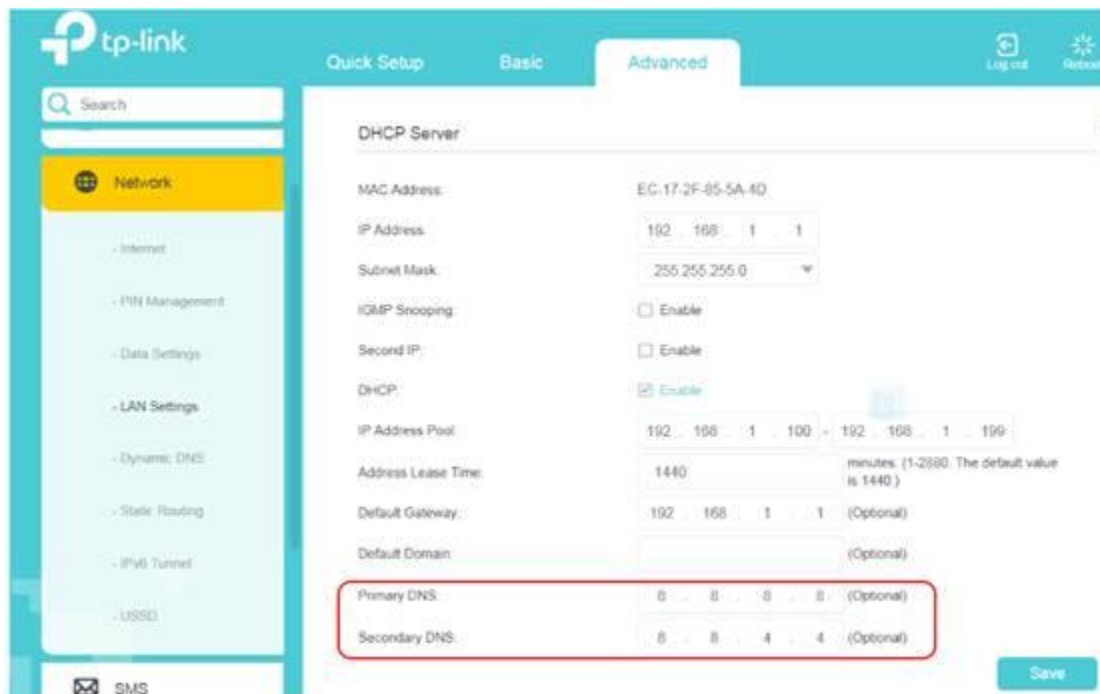 tp-link
Quick Setup Basic Advanced
Log out
Reboot
Search
Network
- Internet
- PIN Management
- Data Settings
- LAN Settings
- Dynamic DNS
- Static Routing
- IPv6 Tunnel
- USSD
SMS
DHCP Server
MAC Address: EC-17-2F-85-5A-4D
IP Address: 192 . 168 . 1 . 1
Subnet Mask: 255.255.255.0
IGMP Snooping: Enable
Second IP: Enable
DHCP: Enable
IP Address Pool: 192 . 168 . 1 . 100 - 192 . 168 . 1 . 199
Address Lease Time: 1440 minutes. (1-2880. The default value
is 1440.)
Default Gateway: 192 . 168 . 1 . 1 (Optional)
Default Domain: (Optional)
Primary DNS: 8 . 8 . 8 . 8 (Optional)
Secondary DNS: 8 . 8 . 4 . 4 (Optional)
Save